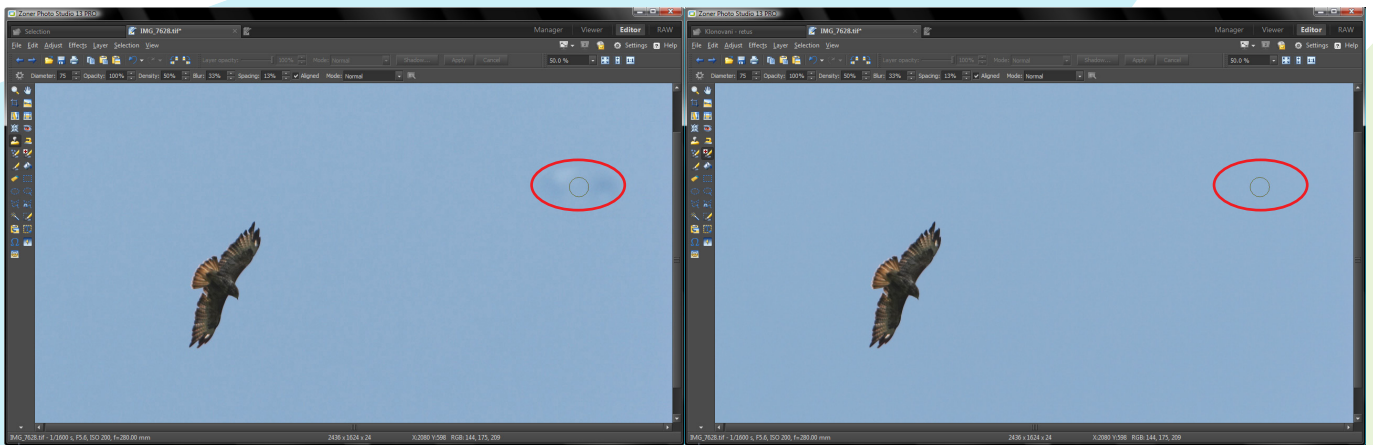 Zoner Photo Studio 13 PRO
Selection IMG_7628.tif* ×
Manager Viewer Editor RAW
File Edit Adjust Effects Layer Selection View
Settings Help
Layer opacity: 100% Mode: Normal Shadow... Apply Cancel 50.0 %
Diameter: 75 Opacity: 100% Density: 50% Blur: 33% Spacing: 13% Aligned Mode: Normal
IMG_7628.tif - 1/1600 s, F5.6, ISO 200, f=280.00 mm 2436 x 1624 x 24 X:2080 Y:598 RGB: 144, 175, 209
Zoner Photo Studio 13 PRO
Klonovani - retus IMG_7628.tif* ×
Manager Viewer Editor RAW
File Edit Adjust Effects Layer Selection View
Settings Help
Layer opacity: 100% Mode: Normal Shadow... Apply Cancel 50.0 %
Diameter: 75 Opacity: 100% Density: 50% Blur: 33% Spacing: 13% Aligned Mode: Normal
IMG_7628.tif - 1/1600 s, F5.6, ISO 200, f=280.00 mm 2436 x 1624 x 24 X:2080 Y:598 RGB: 144, 175, 209